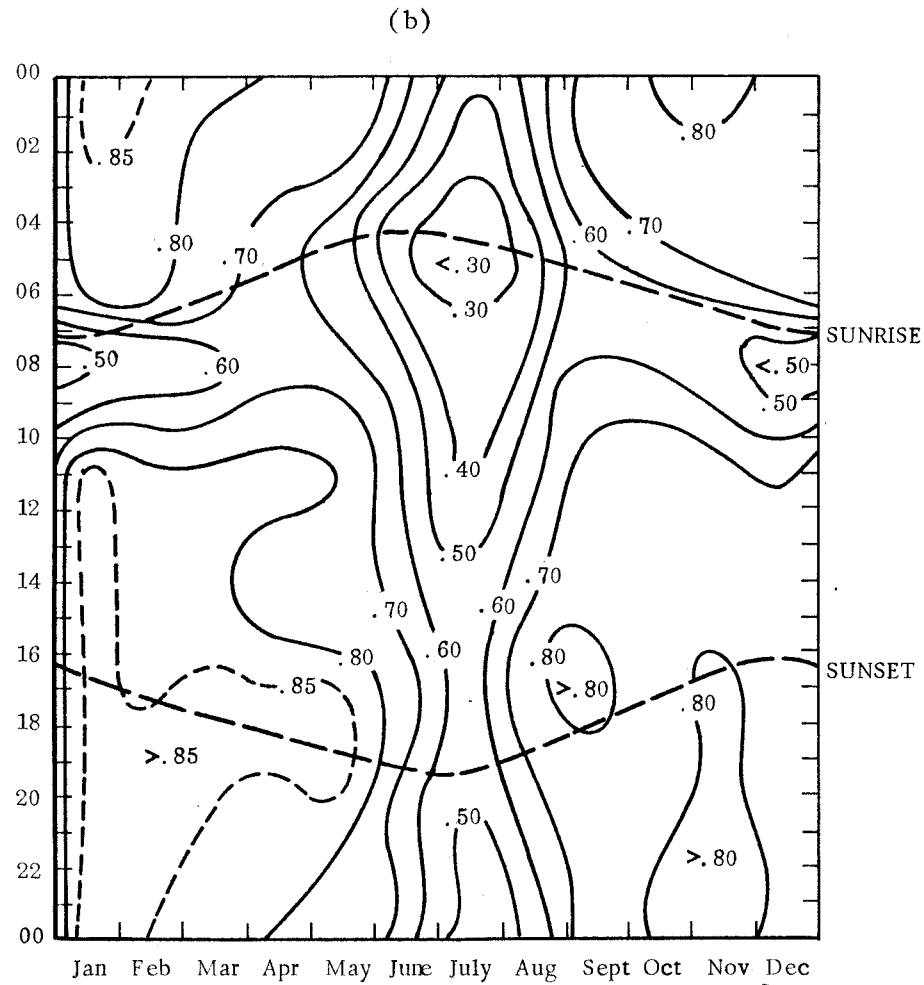 (b)
00
02 .85 .80
04 .80 .70 .60 .70
<.30
06 .30
SUNRISE
08 .50 .60 <.50
.50
10 .40
12
.50
14 .70 .60 .70
.60
16 .80 .80 SUNSET
.85 >.80 .80
18
>.85
20 .50
22 >.80
00
Jan Feb Mar Apr May June July Aug Sept Oct Nov Dec